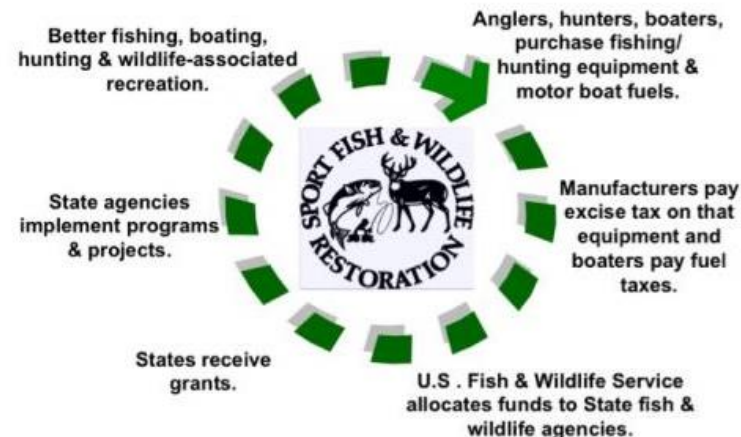 Anglers, hunters, boaters,
purchase fishing/
hunting equipment &
motor boat fuels.
Manufacturers pay
excise tax on that
equipment and
boaters pay fuel
taxes.
U.S . Fish & Wildlife Service
allocates funds to State fish &
wildlife agencies.
States receive
grants.
State agencies
implement programs
& projects.
Better fishing, boating,
hunting & wildlife-associated
recreation.
SPORT FISH & WILDLIFE
RESTORATION